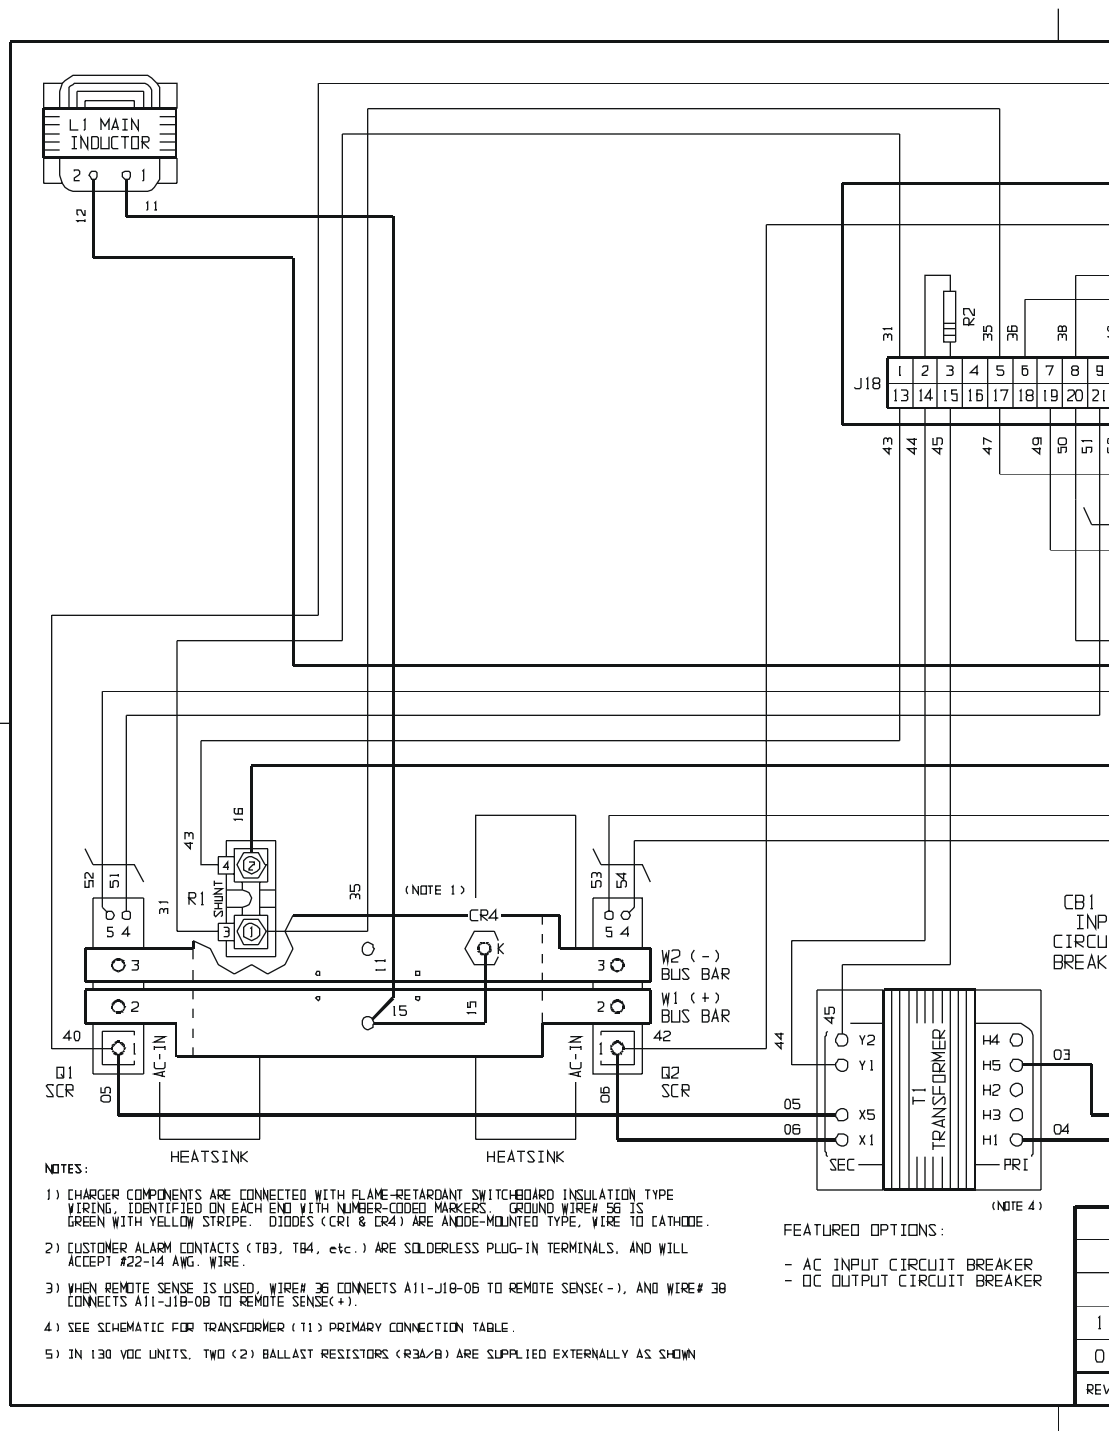 L1 MAIN
INDUCTOR
2 1
12
11
31
R2
35
36
38
J18
1 2 3 4 5 6 7 8 9
13 14 15 16 17 18 19 20 21
43
44
45
47
49
50
51
16
43
52
51
4
2
R1
SHUNT
31
3
1
35
(NOTE 1)
53
54
CR4
K
5 4
5 4
11
3
3
W2 (-)
BUS BAR
2
2
W1 (+)
BUS BAR
15
15
40
1
AC-IN
AC-IN
1
42
Q1
SCR
05
06
Q2
SCR
HEATSINK
HEATSINK
CB1
INP
CIRCU
BREAK
45
44
Y2
Y1
X5
X1
SEC
T1
TRANSFORMER
H4
H5
H2
H3
H1
PRI
03
04
05
06
(NOTE 4)
NOTES:
1) CHARGER COMPONENTS ARE CONNECTED WITH FLAME-RETARDANT SWITCHBOARD INSULATION TYPE
WIRING, IDENTIFIED ON EACH END WITH NUMBER-CODED MARKERS. GROUND WIRE# 56 IS
GREEN WITH YELLOW STRIPE. DIODES (CR1 & CR4) ARE ANODE-MOUNTED TYPE, WIRE TO CATHODE.
2) CUSTOMER ALARM CONTACTS (TB3, TB4, etc.) ARE SOLDERLESS PLUG-IN TERMINALS, AND WILL
ACCEPT #22-14 AWG. WIRE.
3) WHEN REMOTE SENSE IS USED, WIRE# 36 CONNECTS A11-J18-06 TO REMOTE SENSE(-), AND WIRE# 38
CONNECTS A11-J18-08 TO REMOTE SENSE(+).
4) SEE SCHEMATIC FOR TRANSFORMER (T1) PRIMARY CONNECTION TABLE.
5) IN 130 VDC UNITS, TWO (2) BALLAST RESISTORS (R3A/B) ARE SUPPLIED EXTERNALLY AS SHOWN
FEATURED OPTIONS:
- AC INPUT CIRCUIT BREAKER
- DC OUTPUT CIRCUIT BREAKER
1
0
REV